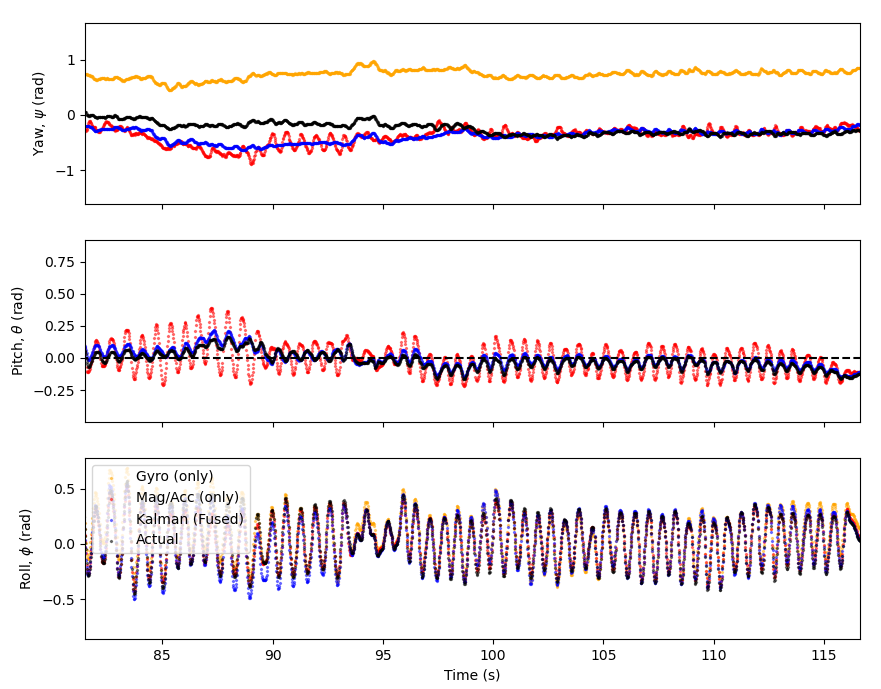 Yaw, ψ (rad)
1
0
−1
Pitch, θ (rad)
0.75
0.50
0.25
0.00
−0.25
Roll, ϕ (rad)
0.5
0.0
−0.5
Gyro (only)
Mag/Acc (only)
Kalman (Fused)
Actual
85
90
95
100
105
110
115
Time (s)